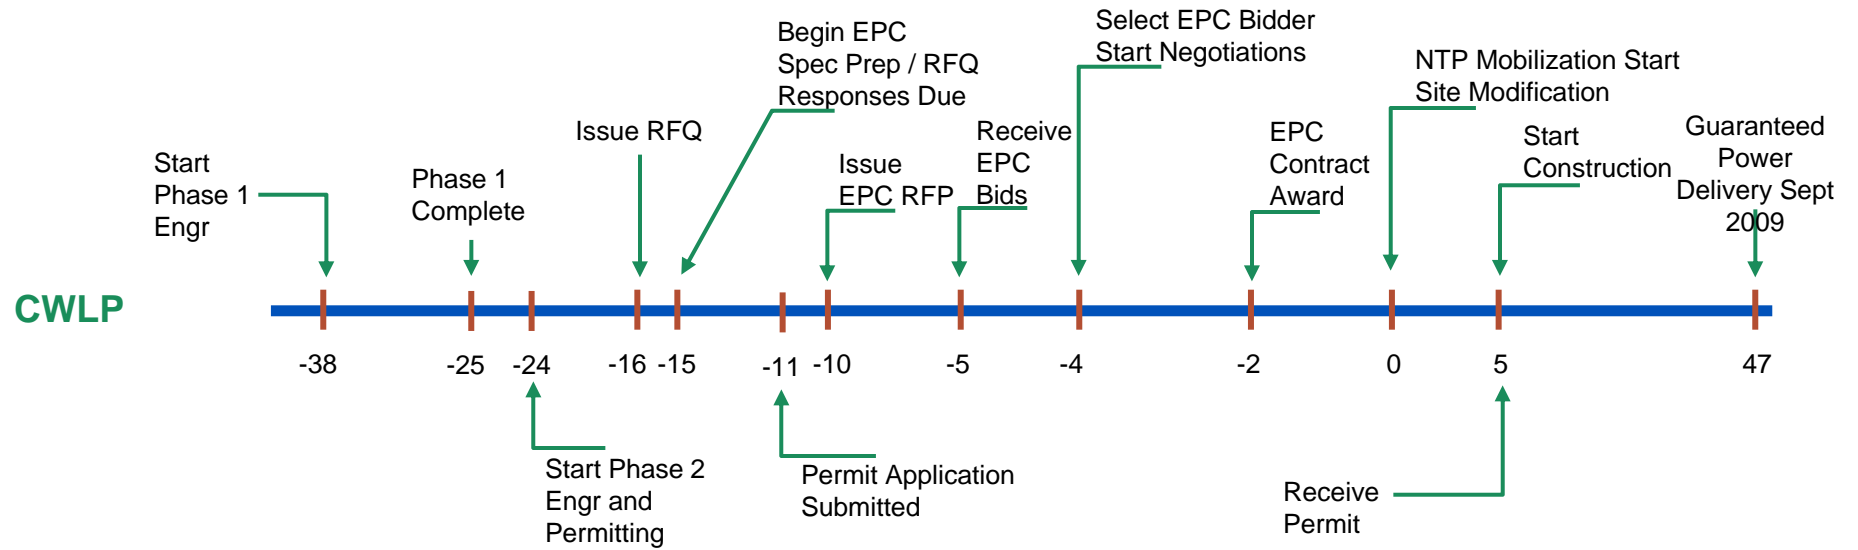 Select EPC Bidder
Start Negotiations
Begin EPC
Spec Prep / RFQ
Responses Due
NTP Mobilization Start
Site Modification
Issue RFQ
Receive
EPC
Bids
EPC
Contract
Award
Start
Construction
Guaranteed
Power
Delivery Sept
2009
Start
Phase 1
Engr
Phase 1
Complete
Issue
EPC RFP
CWLP
-38 -25 -24 -16 -15 -11 -10 -5 -4 -2 0 5 47
Start Phase 2
Engr and
Permitting
Permit Application
Submitted
Receive
Permit